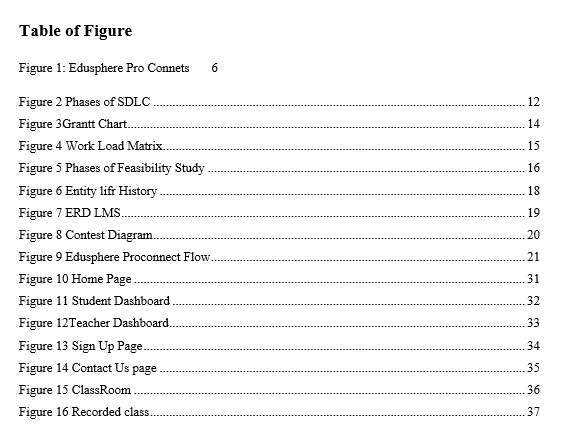 Table of Figure
Figure 1: Edusphere Pro Connets 6
Figure 2 Phases of SDLC ........................................ 12
Figure 3Grantt Chart........................................ 14
Figure 4 Work Load Matrix........................................ 15
Figure 5 Phases of Feasibility Study ........................................ 16
Figure 6 Entity lifr History ........................................ 18
Figure 7 ERD LMS........................................ 19
Figure 8 Contest Diagram........................................ 20
Figure 9 Edusphere Proconnect Flow........................................ 21
Figure 10 Home Page ........................................ 31
Figure 11 Student Dashboard ........................................ 32
Figure 12Teacher Dashboard........................................ 33
Figure 13 Sign Up Page........................................ 34
Figure 14 Contact Us page ........................................ 35
Figure 15 ClassRoom ........................................ 36
Figure 16 Recorded class........................................ 37